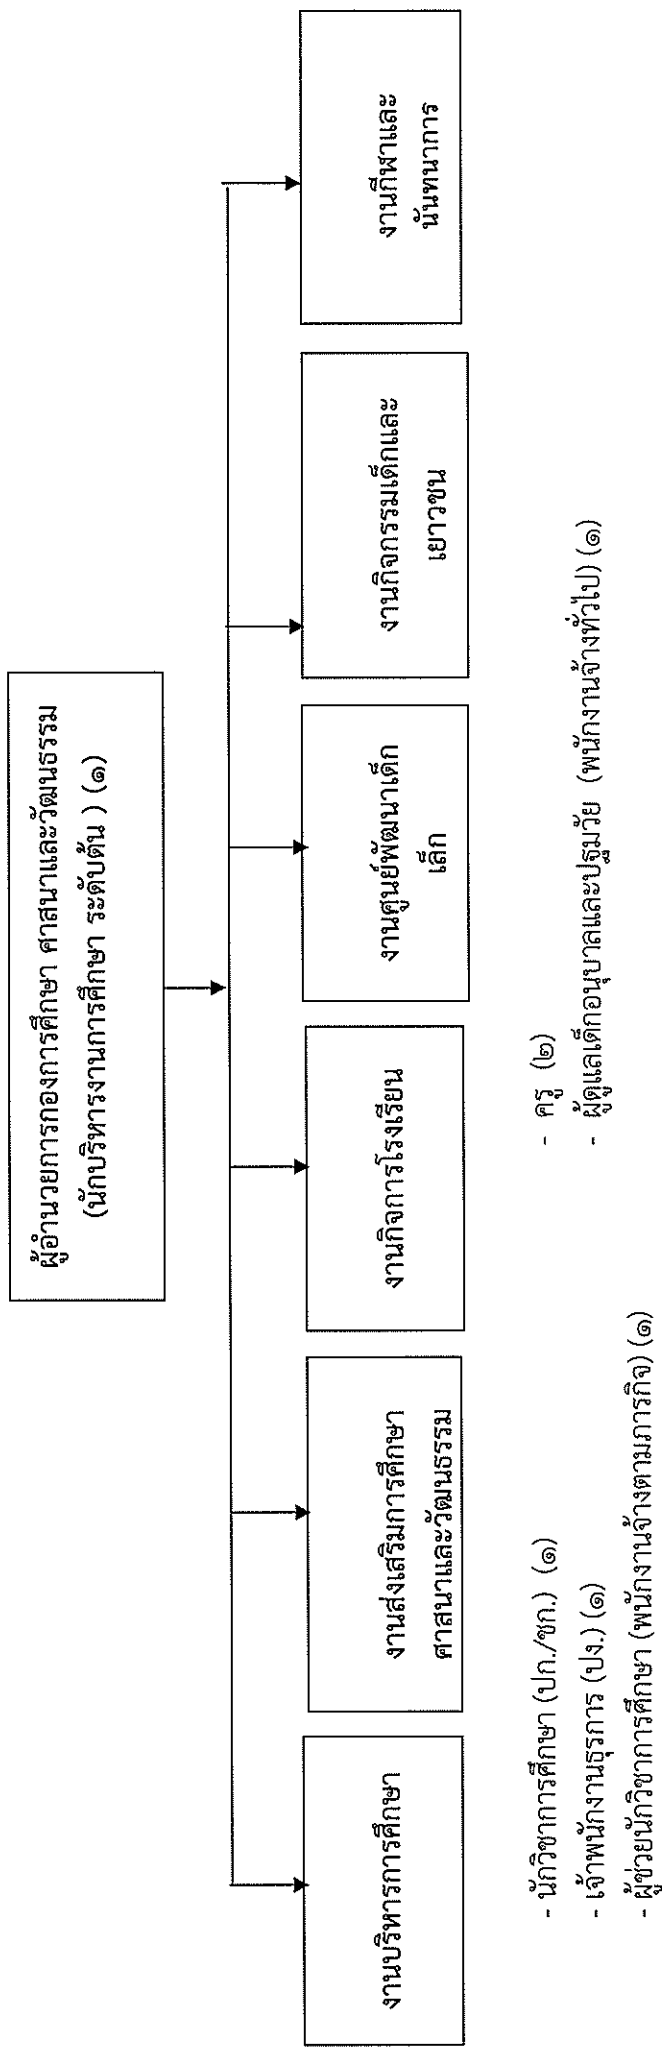 ผู้อำนวยการกองการศึกษา ศาสนาและวัฒนธรรม
(นักบริหารงานการศึกษา ระดับต้น ) (๑)
งานบริหารการศึกษา
งานส่งเสริมการศึกษา
ศาสนาและวัฒนธรรม
งานกิจการโรงเรียน
งานศูนย์พัฒนาเด็ก
เล็ก
งานกิจกรรมเด็กและ
เยาวชน
งานกีฬาและ
นันทนาการ
- นักวิชาการศึกษา (ปก./ชก.) (๑)
- เจ้าพนักงานธุรการ (ปง.) (๑)
- ผู้ช่วยนักวิชาการศึกษา (พนักงานจ้างตามภารกิจ) (๑)
- ครู (๒)
- ผู้ดูแลเด็กอนุบาลและปฐมวัย (พนักงานจ้างทั่วไป) (๑)